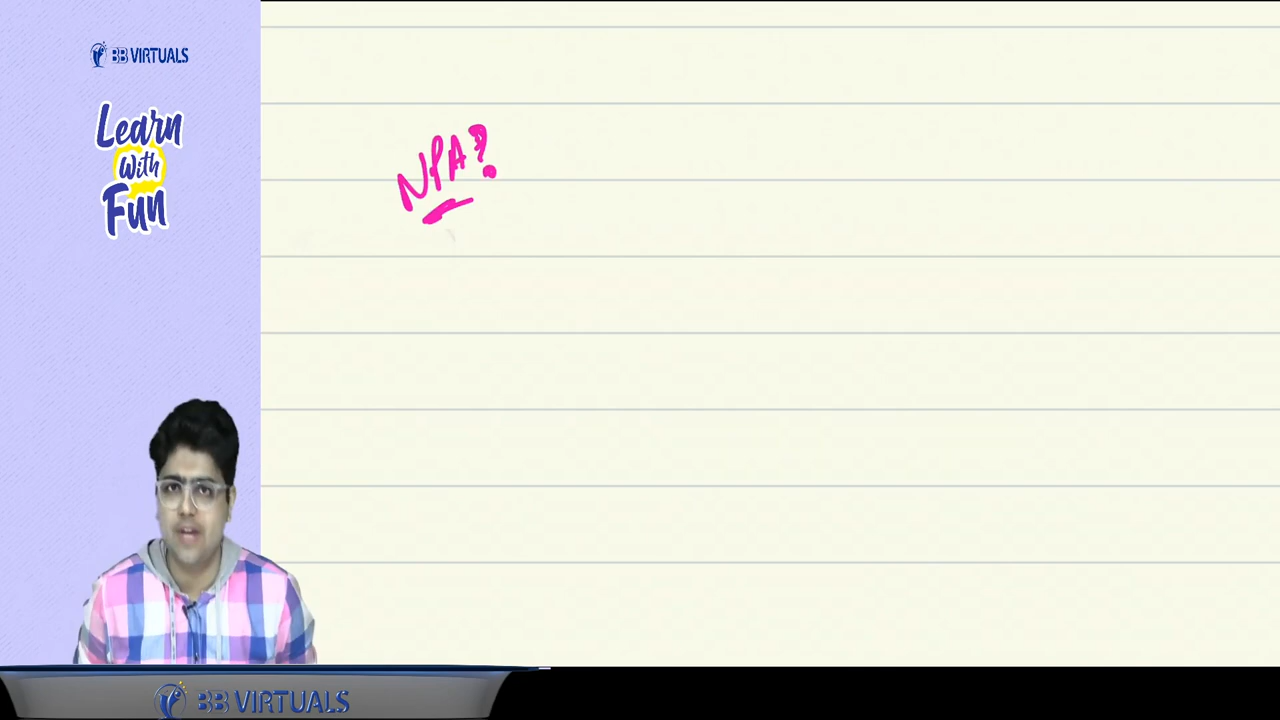 BB VIRTUALS
Learn
With
Fun
NPA?
BB VIRTUALS